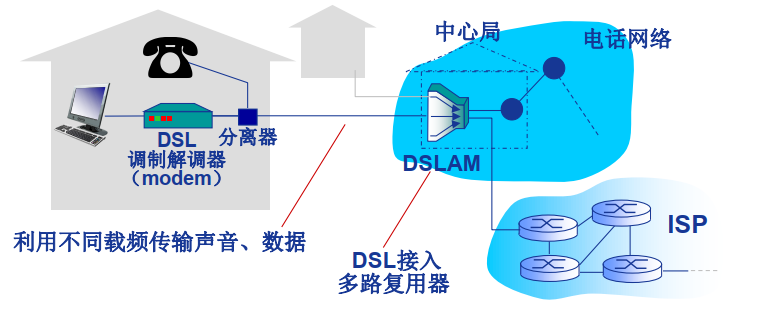 中心局
电话网络
DSL
调制解调器
（modem）
分离器
DSLAM
利用不同载频传输声音、数据
DSL接入
多路复用器
ISP